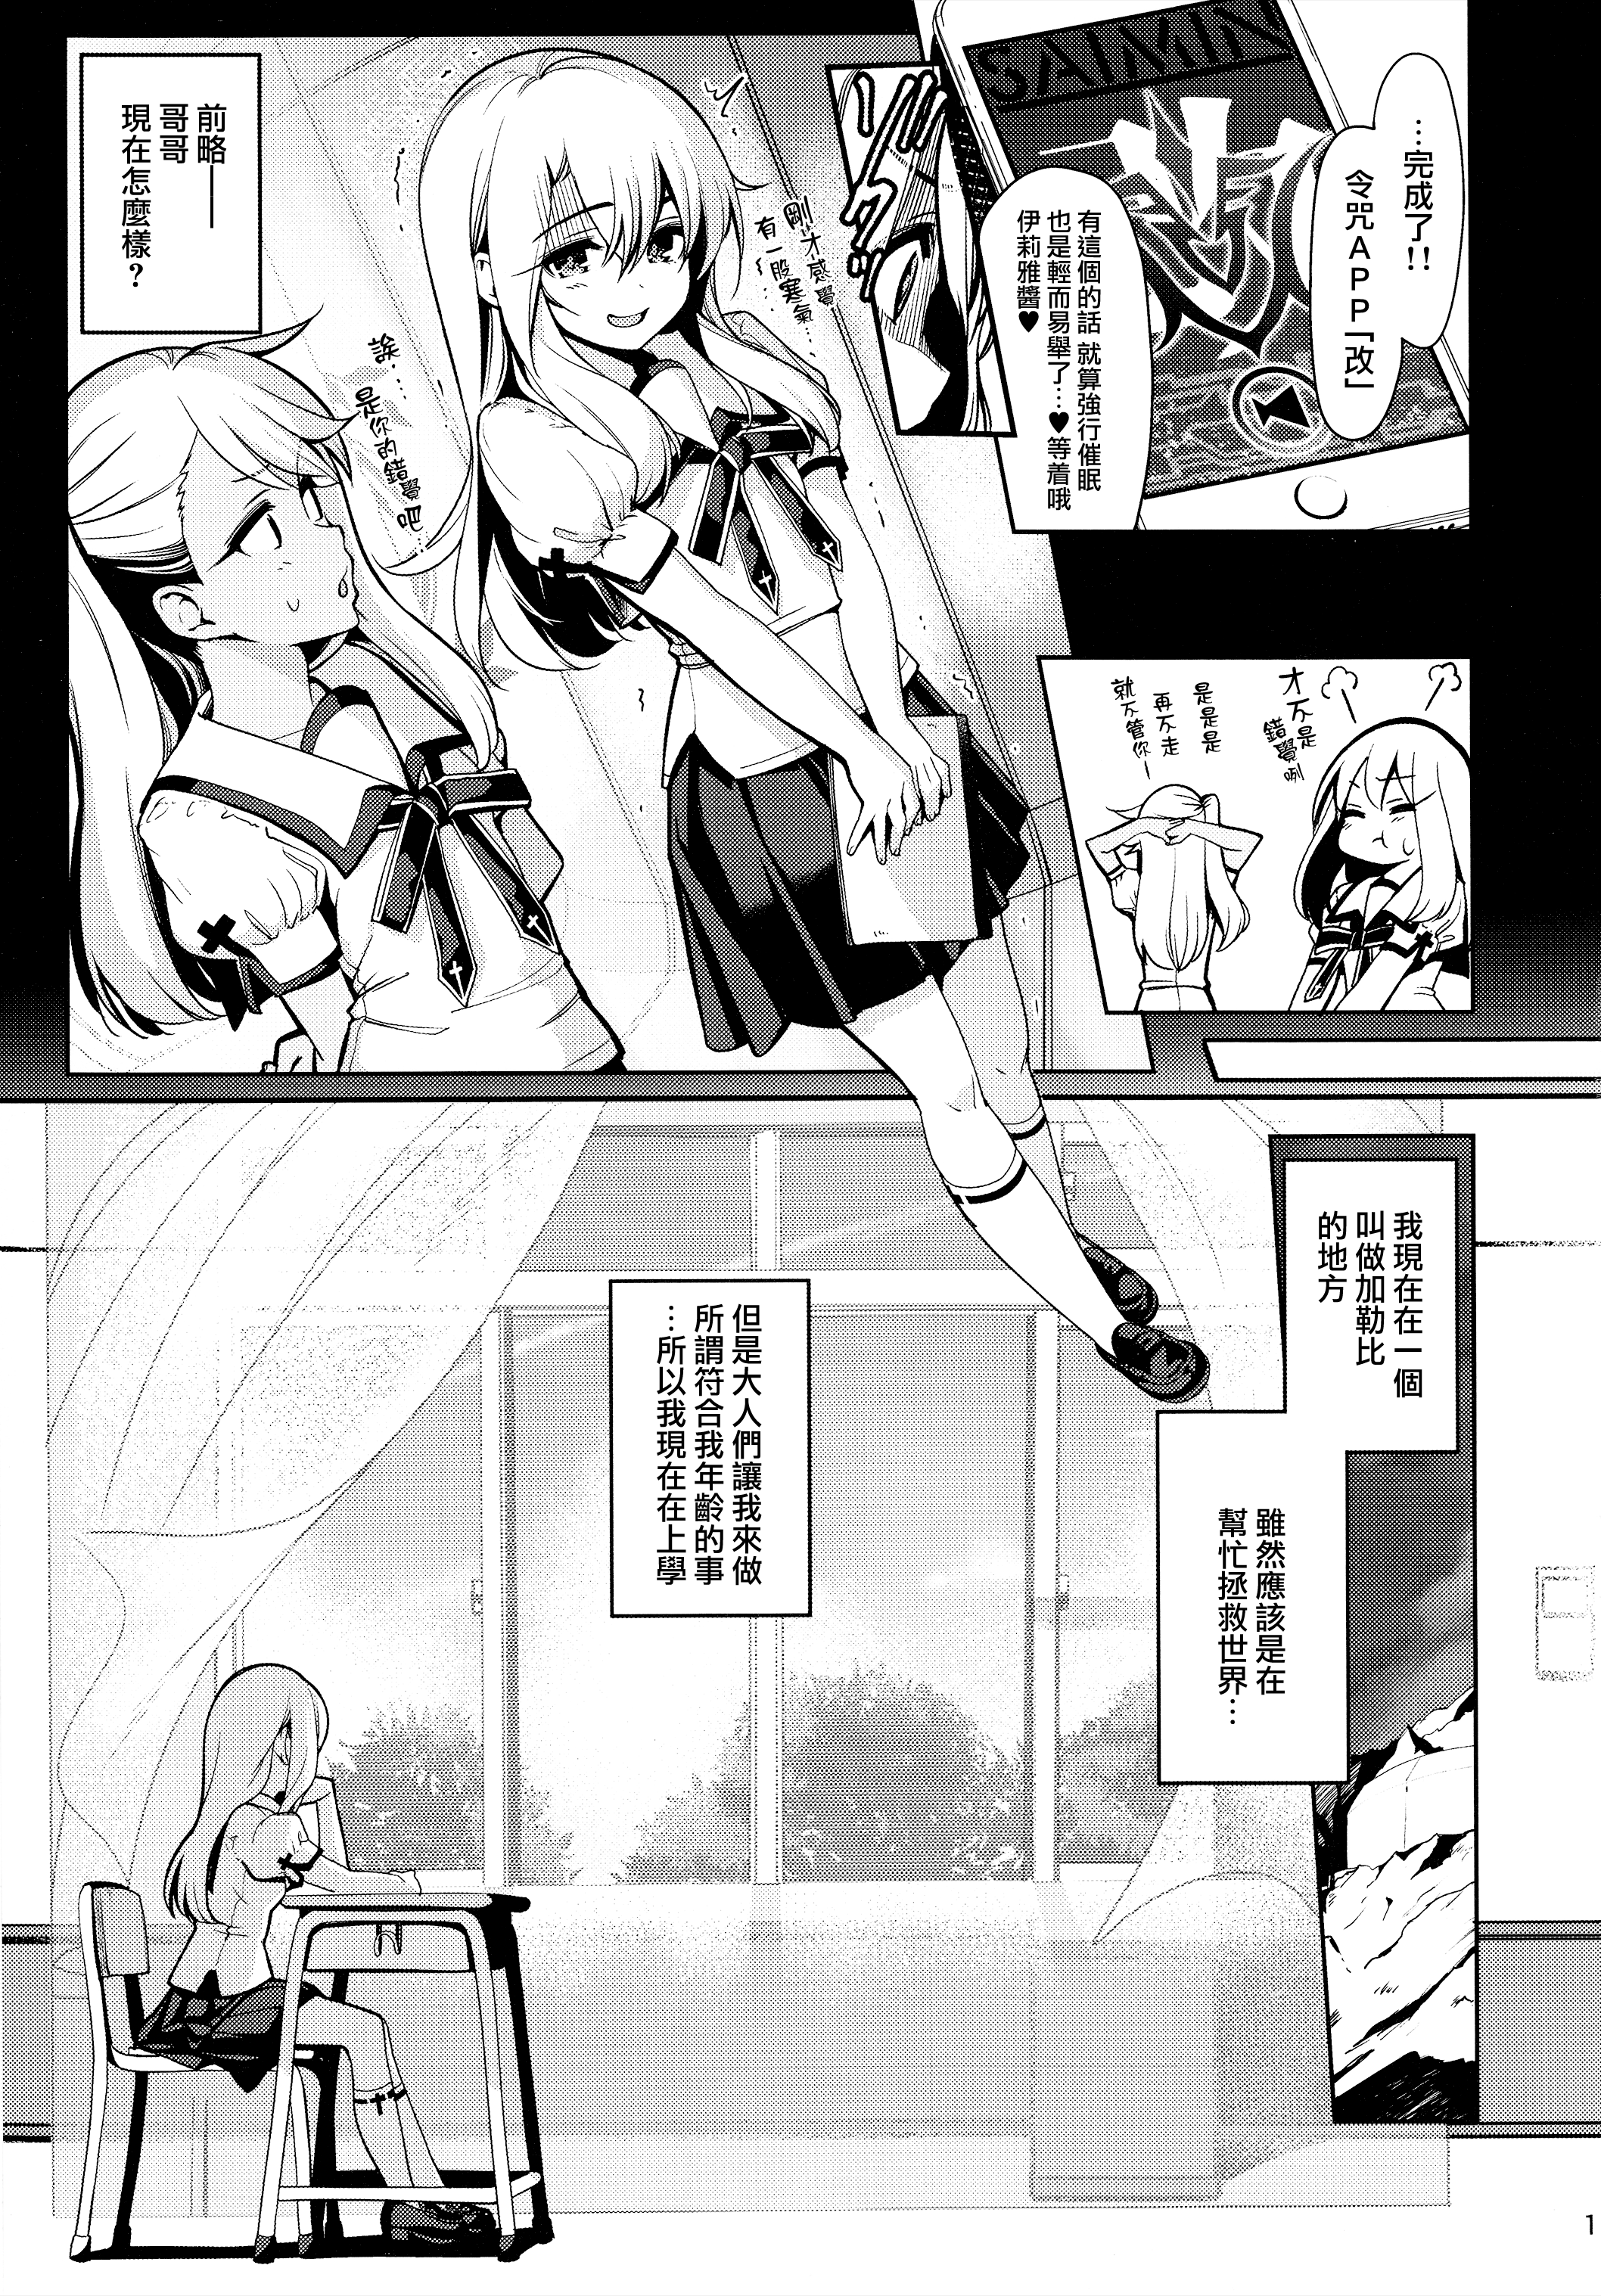 SAIMIN
…完成了!!
令咒APP「改」
有這個的話 就算強行催眠
也是輕而易舉了…♥等着哦
伊莉雅醬♥
剛才感覺
有一股寒氣…
誒…
是你的錯覺吧…
前略——
哥哥
現在怎麼樣？
才不是
錯覺咧
是是是
再不走
就不管你–
我現在在一個
叫做加勒比
的地方
雖然應該是在
幫忙拯救世界…
但是大人們讓我來做
所謂符合我年齡的事
…所以我現在在上學
1